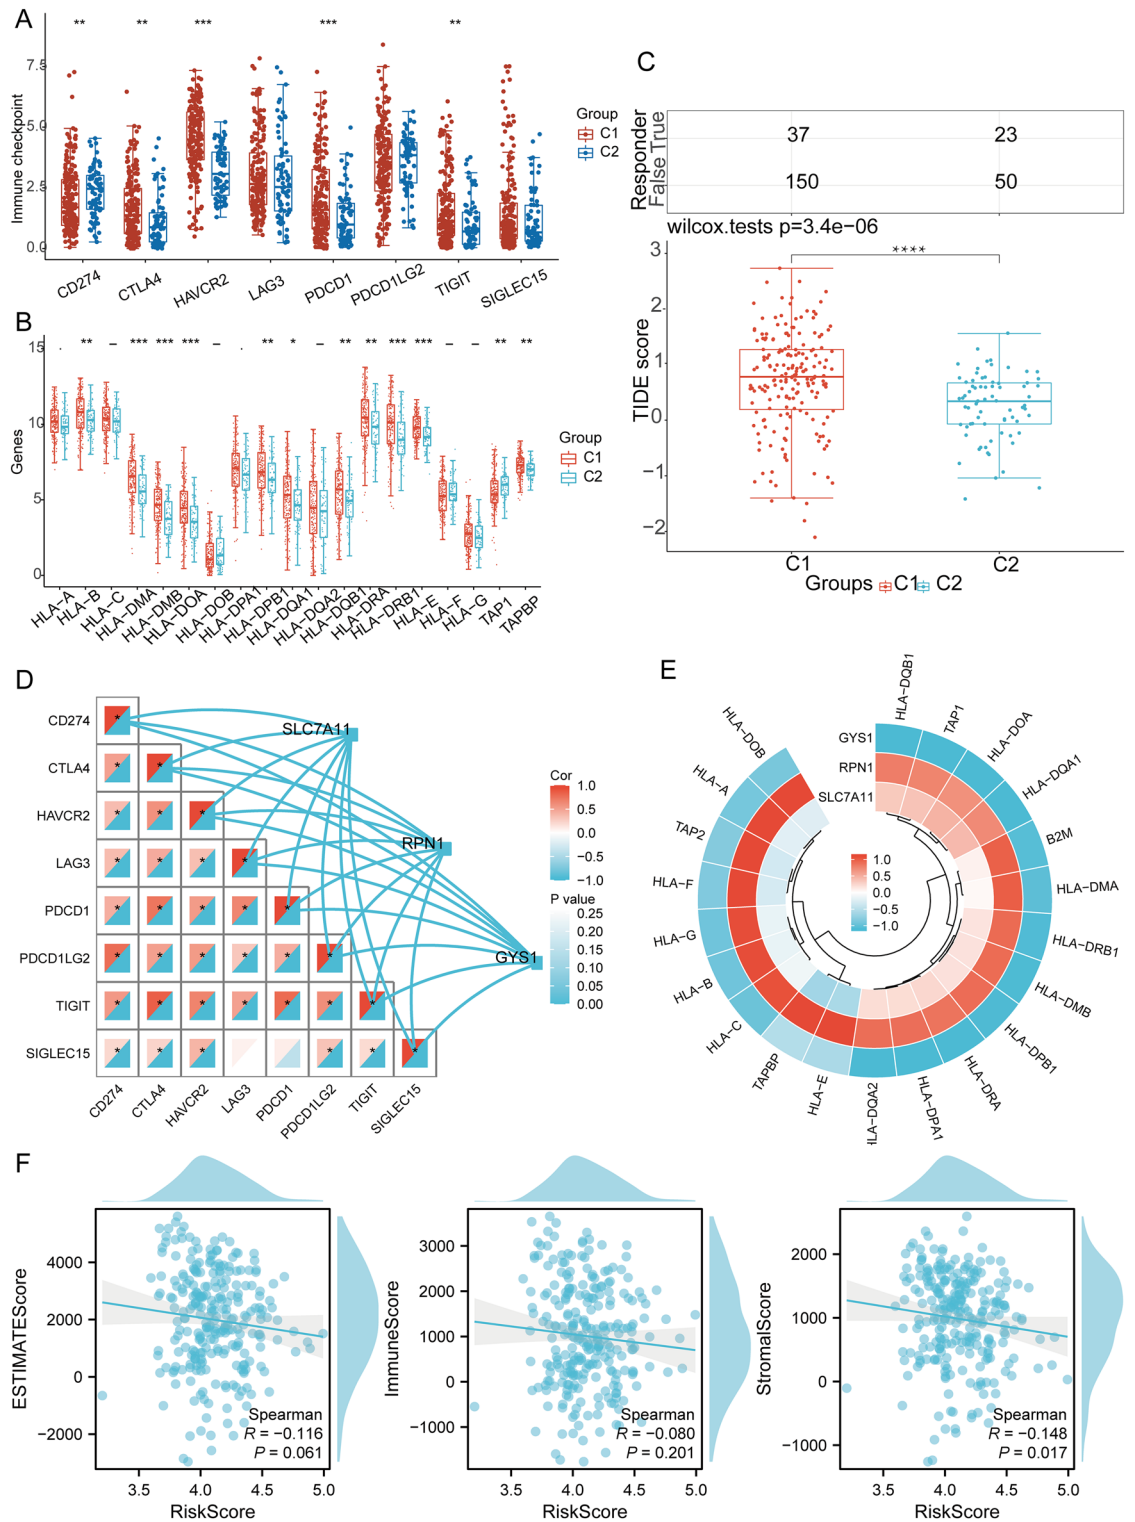 A
** ** *** *** **
Immune checkpoint
7.5
5.0
2.5
0.0
CD274 CTLA4 HAVCR2 LAG3 PDCD1 PDCD1LG2 TIGIT SIGLEC15
Group
C1
C2
B
. ** – *** *** *** – . ** * – ** ** *** *** – – ** **
Genes
15
10
5
0
HLA−A HLA−B HLA−C HLA−DMA HLA−DMB HLA−DOA HLA−DOB HLA−DPA1 HLA−DPB1 HLA−DQA1 HLA−DQA2 HLA−DQB1 HLA−DRA HLA−DRB1 HLA−E HLA−F HLA−G TAP1 TAPBP
Group
C1
C2
C
Responder
True
False
37 23
150 50
wilcox.tests p=3.4e−06
****
TIDE score
3
2
1
0
−1
−2
C1 C2
Groups C1 C2
D
CD274
CTLA4
HAVCR2
LAG3
PDCD1
PDCD1LG2
TIGIT
SIGLEC15
CD274 CTLA4 HAVCR2 LAG3 PDCD1 PDCD1LG2 TIGIT SIGLEC15
SLC7A11
RPN1
GYS1
Cor
1.0
0.5
0.0
−0.5
−1.0
P value
0.25
0.20
0.15
0.10
0.05
0.00
E
GYS1
RPN1
SLC7A11
HLA−DQB1
TAP1
HLA−DOA
HLA−DQA1
B2M
HLA−DMA
HLA−DRB1
HLA−DMB
HLA−DPB1
HLA−DRA
HLA−DPA1
HLA−DQA2
HLA−E
TAPBP
HLA−C
HLA−B
HLA−G
HLA−F
TAP2
HLA−A
HLA−DOB
1.0
0.5
0.0
−0.5
−1.0
F
ESTIMATEScore
4000
2000
0
−2000
Spearman
R = −0.116
P = 0.061
3.5 4.0 4.5 5.0
RiskScore
ImmuneScore
3000
2000
1000
0
−1000
Spearman
R = −0.080
P = 0.201
3.5 4.0 4.5 5.0
RiskScore
StromalScore
2000
1000
0
−1000
Spearman
R = −0.148
P = 0.017
3.5 4.0 4.5 5.0
RiskScore